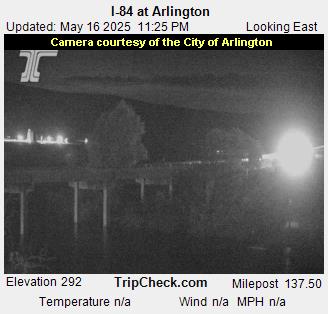 I-84 at Arlington
Updated: May 16 2025 11:25 PM Looking East
Camera courtesy of the City of Arlington
Elevation 292 TripCheck.com Milepost 137.50
Temperature n/a Wind n/a MPH n/a